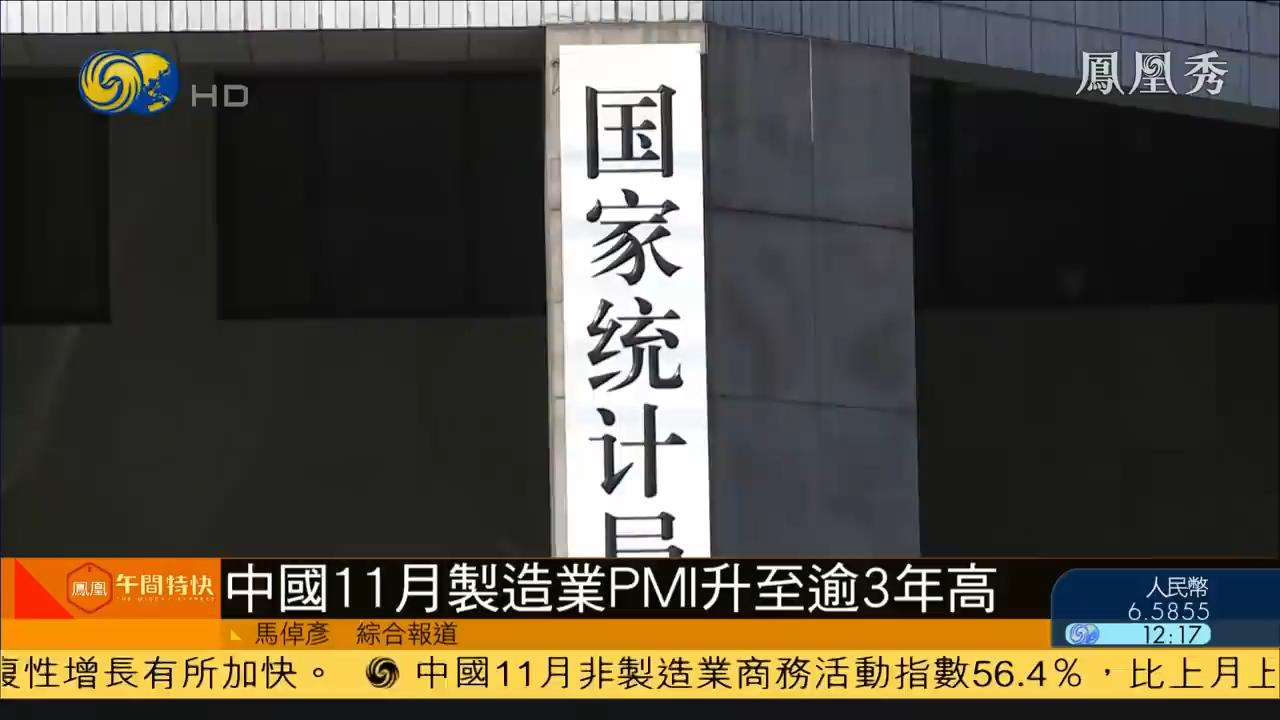 HD
鳳凰秀
国家统计局
中國11月製造業PMI升至逾3年高
鳳凰 午間特快
馬倬彥 綜合報道
人民幣
6.5855
12:17
復性增長有所加快。 中國11月非製造業商務活動指數56.4%，比上月上